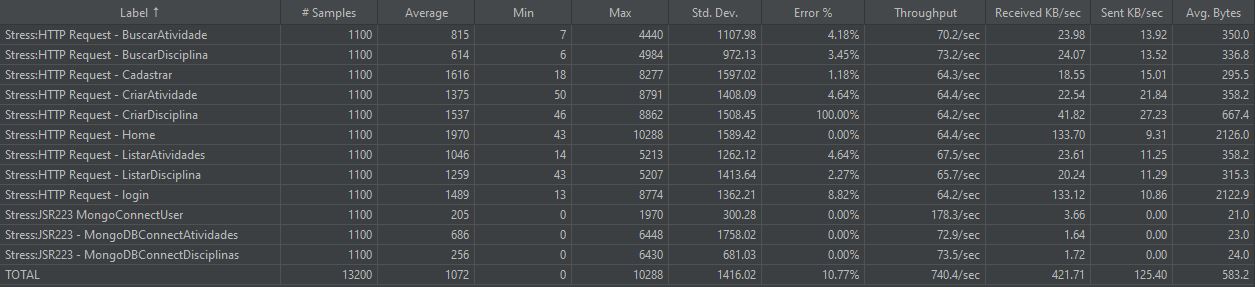 Label ↑ # Samples Average Min Max Std. Dev. Error % Throughput Received KB/sec Sent KB/sec Avg. Bytes
Stress:HTTP Request - BuscarAtividade 1100 815 7 4440 1107.98 4.18% 70.2/sec 23.98 13.92 350.0
Stress:HTTP Request - BuscarDisciplina 1100 614 6 4984 972.13 3.45% 73.2/sec 24.07 13.52 336.8
Stress:HTTP Request - Cadastrar 1100 1616 18 8277 1597.02 1.18% 64.3/sec 18.55 15.01 295.5
Stress:HTTP Request - CriarAtividade 1100 1375 50 8791 1408.09 4.64% 64.4/sec 22.54 21.84 358.2
Stress:HTTP Request - CriarDisciplina 1100 1537 46 8862 1508.45 100.00% 64.2/sec 41.82 27.23 667.4
Stress:HTTP Request - Home 1100 1970 43 10288 1589.42 0.00% 64.4/sec 133.70 9.31 2126.0
Stress:HTTP Request - ListarAtividades 1100 1046 14 5213 1262.12 4.64% 67.5/sec 23.61 11.25 358.2
Stress:HTTP Request - ListarDisciplina 1100 1259 43 5207 1413.64 2.27% 65.7/sec 20.24 11.29 315.3
Stress:HTTP Request - login 1100 1489 13 8774 1362.21 8.82% 64.2/sec 133.12 10.86 2122.9
Stress:JSR223 MongoConnectUser 1100 205 0 1970 300.28 0.00% 178.3/sec 3.66 0.00 21.0
Stress:JSR223 - MongoDBConnectAtividades 1100 686 0 6448 1758.02 0.00% 72.9/sec 1.64 0.00 23.0
Stress:JSR223 - MongoDBConnectDisciplinas 1100 256 0 6430 681.03 0.00% 73.5/sec 1.72 0.00 24.0
TOTAL 13200 1072 0 10288 1416.02 10.77% 740.4/sec 421.71 125.40 583.2